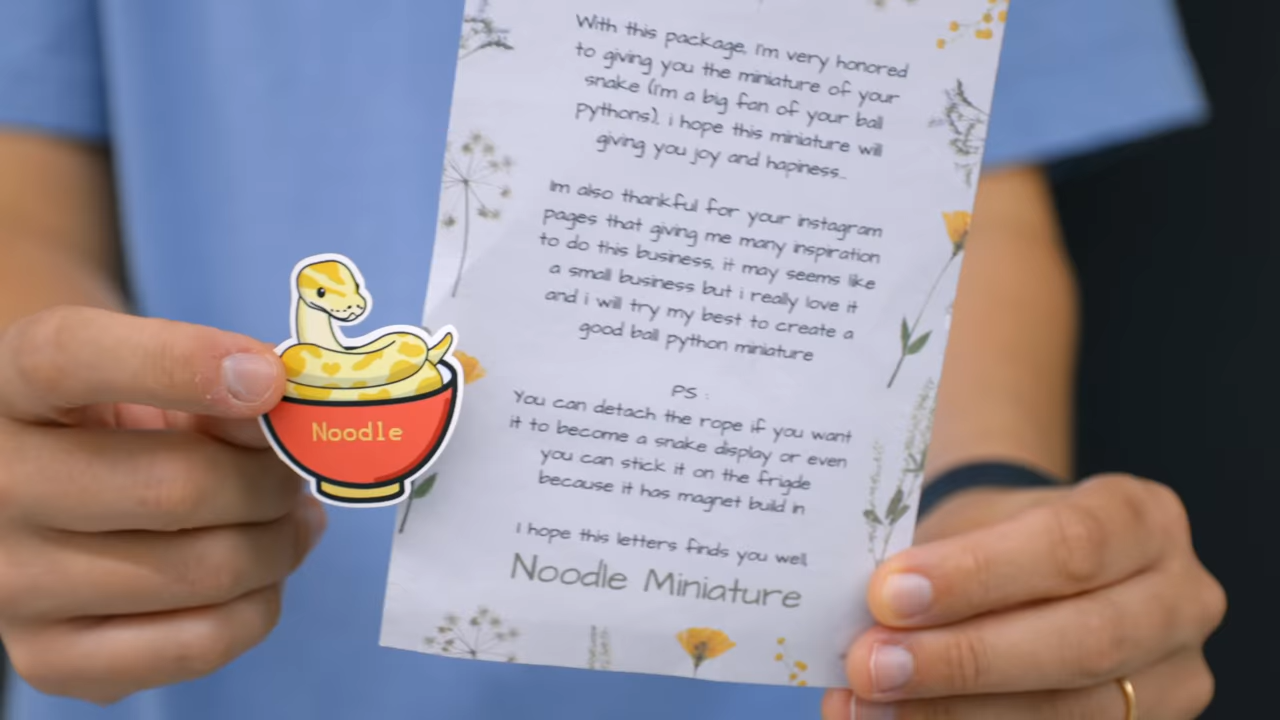 With this package, I'm very honored
to giving you the miniature of your
snake (I'm a big fan of your ball
pythons), i hope this miniature will
giving you joy and hapiness...
Im also thankful for your instagram
pages that giving me many inspiration
to do this business, it may seems like
a small business but i really love it
and i will try my best to create a
good ball python miniature
PS :
You can detach the rope if you want
it to become a snake display or even
you can stick it on the frigde
because it has magnet build in
I hope this letters finds you well,
Noodle Miniature
Noodle